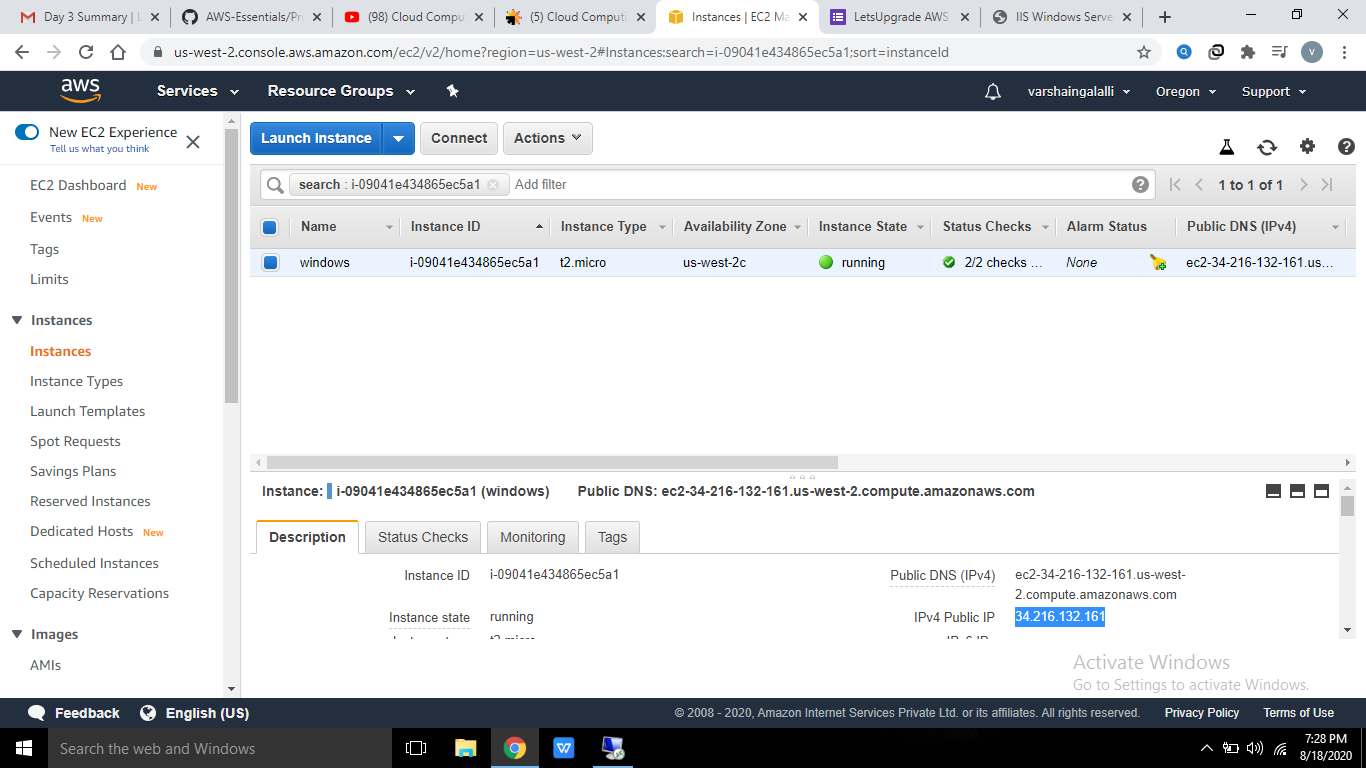 Day 3 Summary | L
AWS-Essentials/Pr
(98) Cloud Compu
(5) Cloud Computi
Instances | EC2 Ma
LetsUpgrade AWS
IIS Windows Serve
us-west-2.console.aws.amazon.com/ec2/v2/home?region=us-west-2#Instances:search=i-09041e434865ec5a1;sort=instanceId
V
aws
Services
Resource Groups
varshaingalalli
Oregon
Support
New EC2 Experience
Tell us what you think
EC2 Dashboard New
Events New
Tags
Limits
Instances
Instances
Instance Types
Launch Templates
Spot Requests
Savings Plans
Reserved Instances
Dedicated Hosts New
Scheduled Instances
Capacity Reservations
Images
AMIs
Launch Instance
Connect
Actions
search : i-09041e434865ec5a1
Add filter
1 to 1 of 1
Name Instance ID Instance Type Availability Zone Instance State Status Checks Alarm Status Public DNS (IPv4)
windows i-09041e434865ec5a1 t2.micro us-west-2c running 2/2 checks ... None ec2-34-216-132-161.us...
Instance: i-09041e434865ec5a1 (windows) Public DNS: ec2-34-216-132-161.us-west-2.compute.amazonaws.com
Description Status Checks Monitoring Tags
Instance ID i-09041e434865ec5a1
Public DNS (IPv4) ec2-34-216-132-161.us-west-
2.compute.amazonaws.com
Instance state running
IPv4 Public IP 34.216.132.161
Activate Windows
Go to Settings to activate Windows.
Feedback
English (US)
© 2008 - 2020, Amazon Internet Services Private Ltd. or its affiliates. All rights reserved.
Privacy Policy
Terms of Use
Search the web and Windows
7:28 PM
8/18/2020